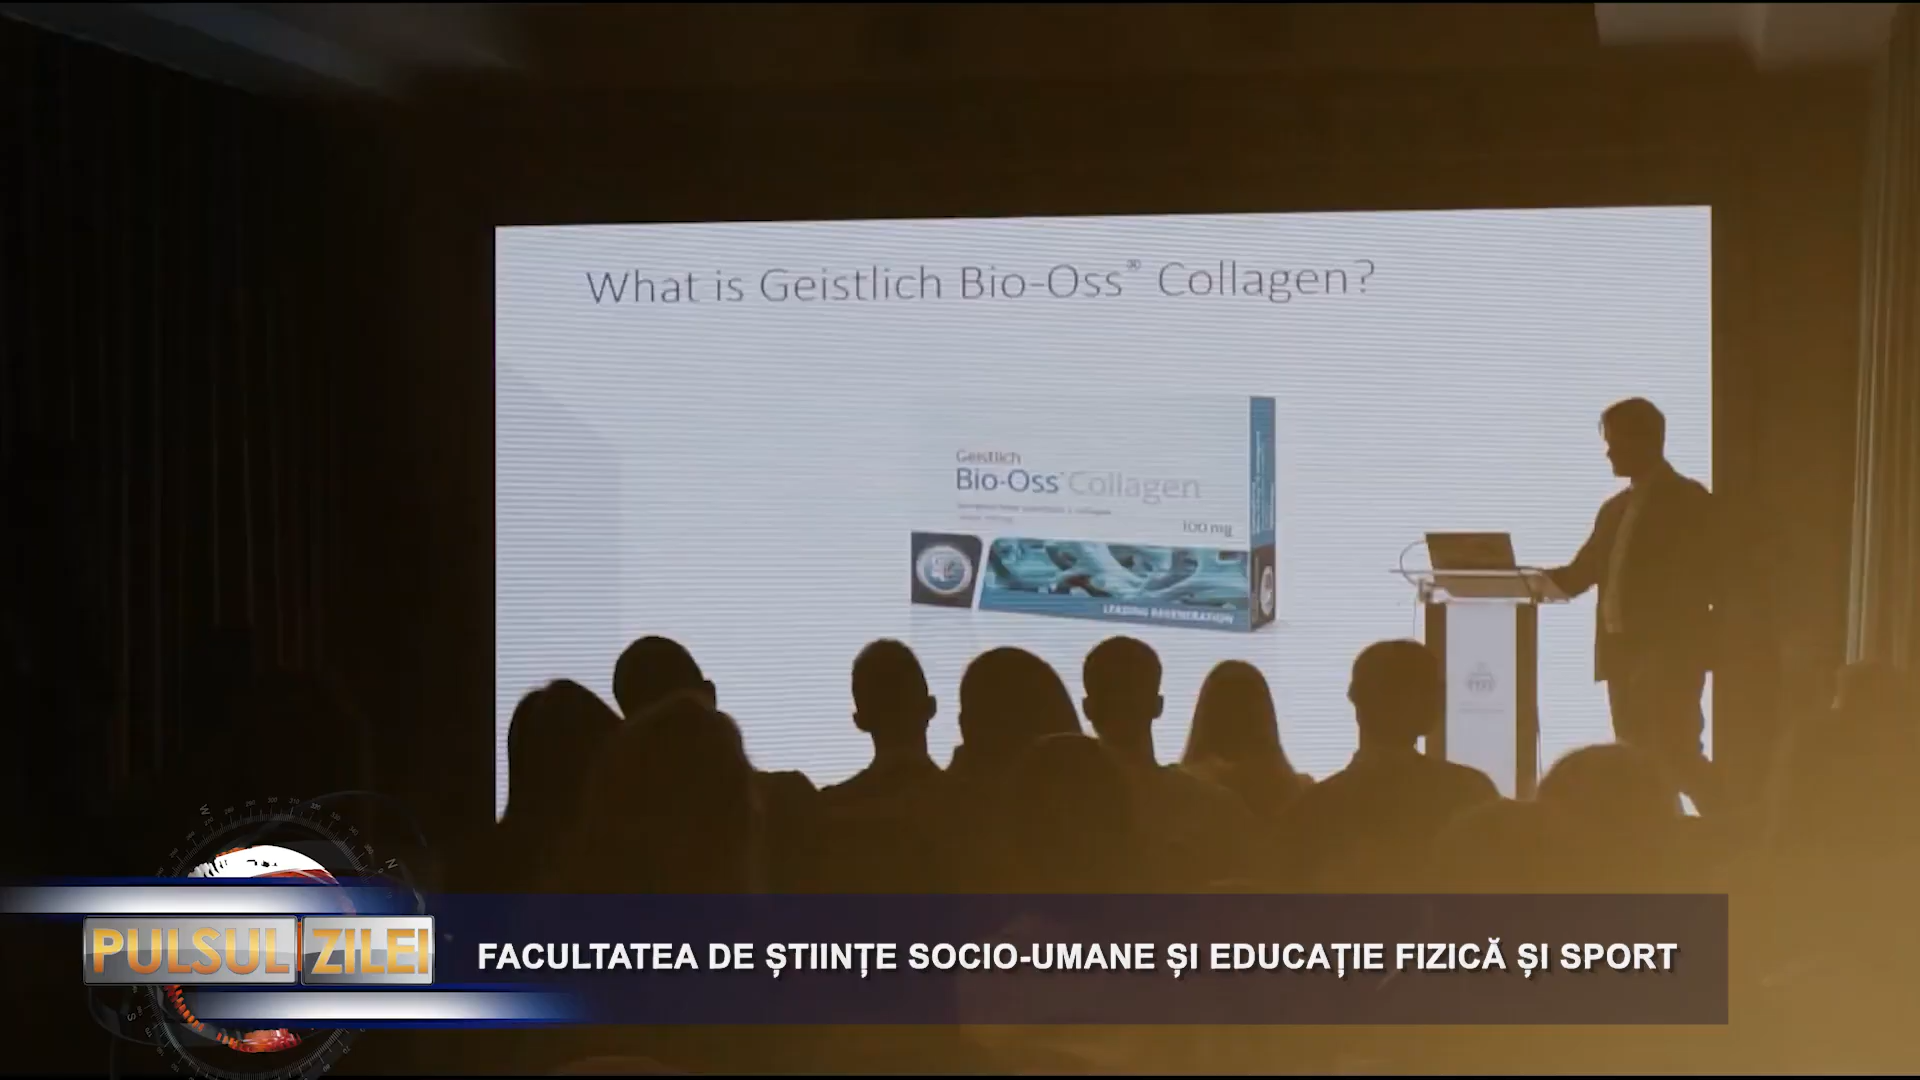 What is Geistlich Bio-Oss® Collagen?
Geistlich
Bio-Oss® Collagen
100 mg
LEADING REGENERATION
PULSUL ZILEI
FACULTATEA DE ȘTIINȚE SOCIO-UMANE ȘI EDUCAȚIE FIZICĂ ȘI SPORT